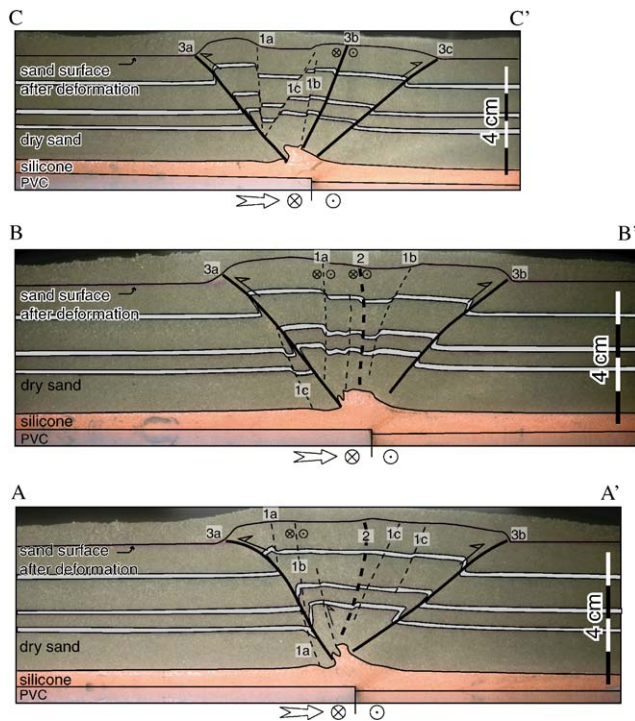 C C'
3a 1a 3b 3c
sand surface
after deformation
1c 1b
dry sand
silicone
PVC
4 cm
B B'
3a 1a 2 1b 3b
sand surface
after deformation
dry sand
1c
silicone
PVC
4 cm
A A'
3a 1a 2 1c 1c 3b
sand surface
after deformation
1b
dry sand
1a
silicone
PVC
4 cm